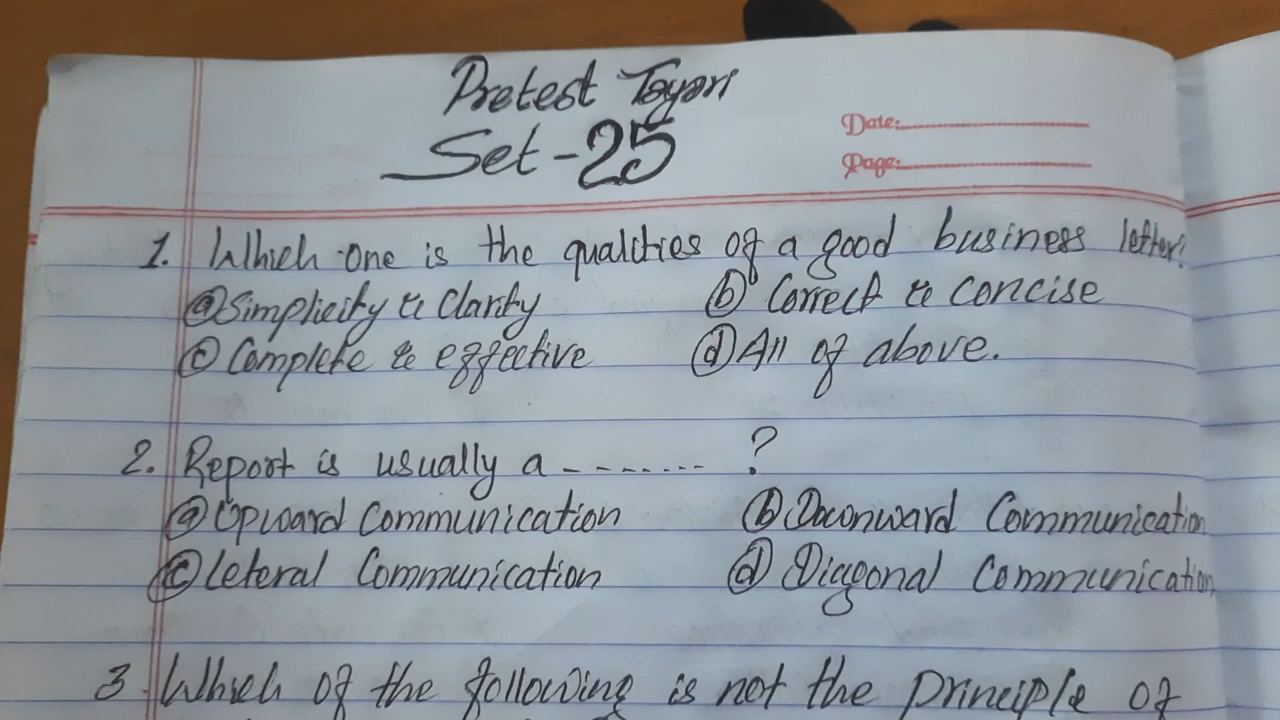 Pretest Tayari
Set-25
Date:
Page:
1. Which one is the qualities of a good business letter?
(a) Simplicity & Clarity (b) Correct & Concise
(c) Complete & effective (d) All of above.
2. Report is usually a ------- ?
(a) Upward Communication (b) Downward Communication
(c) Leteral Communication (d) Diagonal Communication
3. Which of the following is not the principle of